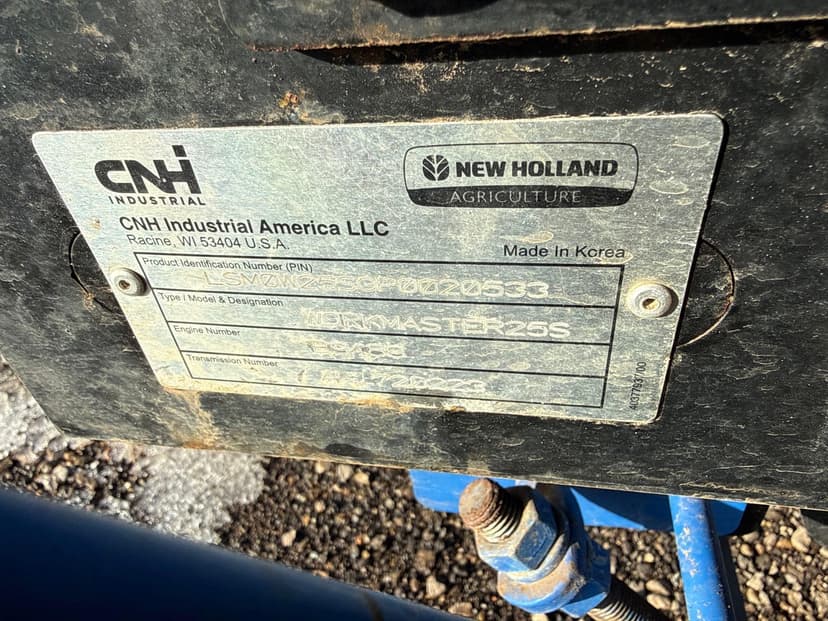 CNH
INDUSTRIAL
NEW HOLLAND
AGRICULTURE
CNH Industrial America LLC
Racine, WI 53404 U.S.A.
Made In Korea
Product Identification Number (PIN)
Type / Model & Designation
WORKMASTER25S
Engine Number
Transmission Number